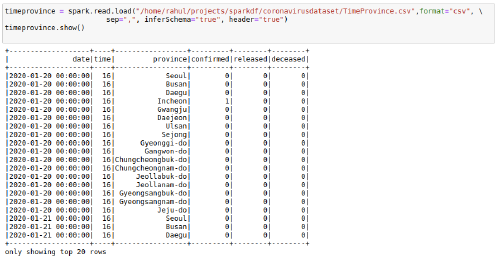 timeprovince = spark.read.load("/home/rahul/projects/sparkdf/coronavirusdataset/TimeProvince.csv",format="csv", \
sep=",", inferSchema="true", header="true")
timeprovince.show()
+-------------------+----+-----------------+---------+--------+--------+
| date|time| province|confirmed|released|deceased|
+-------------------+----+-----------------+---------+--------+--------+
|2020-01-20 00:00:00| 16| Seoul| 0| 0| 0|
|2020-01-20 00:00:00| 16| Busan| 0| 0| 0|
|2020-01-20 00:00:00| 16| Daegu| 0| 0| 0|
|2020-01-20 00:00:00| 16| Incheon| 1| 0| 0|
|2020-01-20 00:00:00| 16| Gwangju| 0| 0| 0|
|2020-01-20 00:00:00| 16| Daejeon| 0| 0| 0|
|2020-01-20 00:00:00| 16| Ulsan| 0| 0| 0|
|2020-01-20 00:00:00| 16| Sejong| 0| 0| 0|
|2020-01-20 00:00:00| 16| Gyeonggi-do| 0| 0| 0|
|2020-01-20 00:00:00| 16| Gangwon-do| 0| 0| 0|
|2020-01-20 00:00:00| 16|Chungcheongbuk-do| 0| 0| 0|
|2020-01-20 00:00:00| 16|Chungcheongnam-do| 0| 0| 0|
|2020-01-20 00:00:00| 16| Jeollabuk-do| 0| 0| 0|
|2020-01-20 00:00:00| 16| Jeollanam-do| 0| 0| 0|
|2020-01-20 00:00:00| 16| Gyeongsangbuk-do| 0| 0| 0|
|2020-01-20 00:00:00| 16| Gyeongsangnam-do| 0| 0| 0|
|2020-01-20 00:00:00| 16| Jeju-do| 0| 0| 0|
|2020-01-21 00:00:00| 16| Seoul| 0| 0| 0|
|2020-01-21 00:00:00| 16| Busan| 0| 0| 0|
|2020-01-21 00:00:00| 16| Daegu| 0| 0| 0|
+-------------------+----+-----------------+---------+--------+--------+
only showing top 20 rows